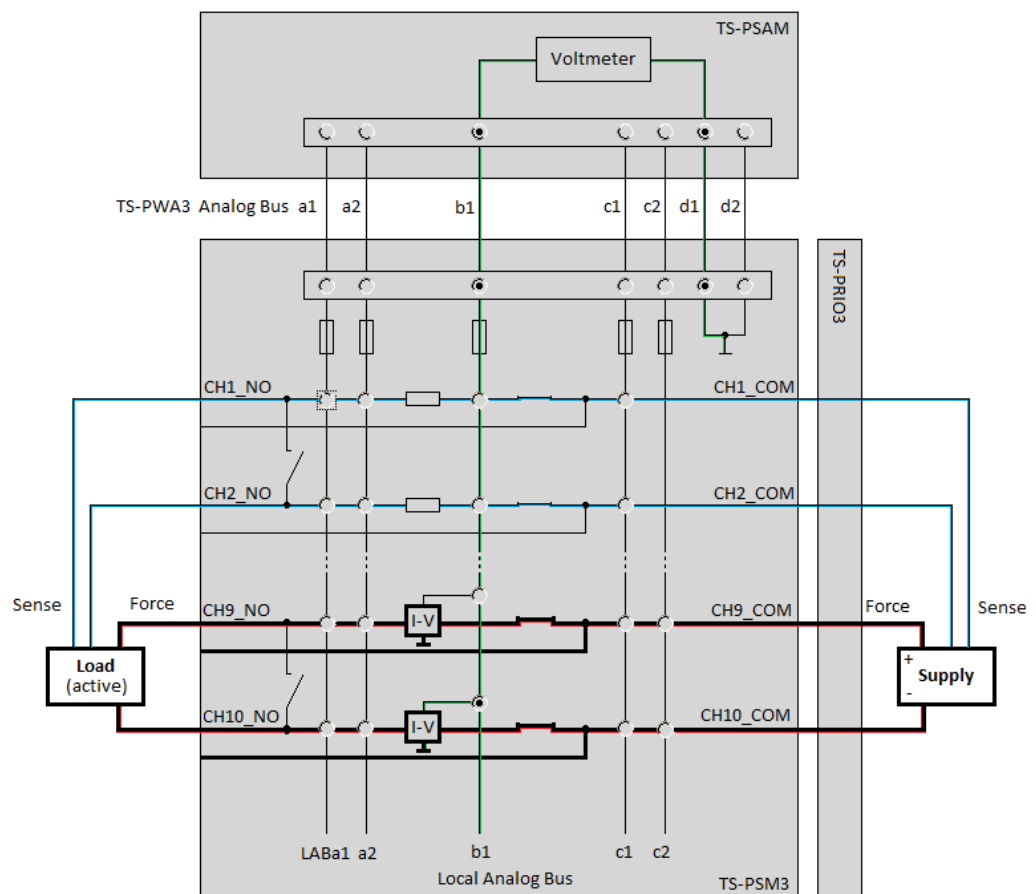 TS-PSAM
Voltmeter
TS-PWA3 Analog Bus a1 a2 b1 c1 c2 d1 d2
TS-PRIO3
CH1_NO CH1_COM
CH2_NO CH2_COM
Sense Force CH9_NO I-V CH9_COM Force Sense
Load
(active)
+
Supply
-
CH10_NO I-V CH10_COM
LABa1 a2 b1 c1 c2
Local Analog Bus
TS-PSM3